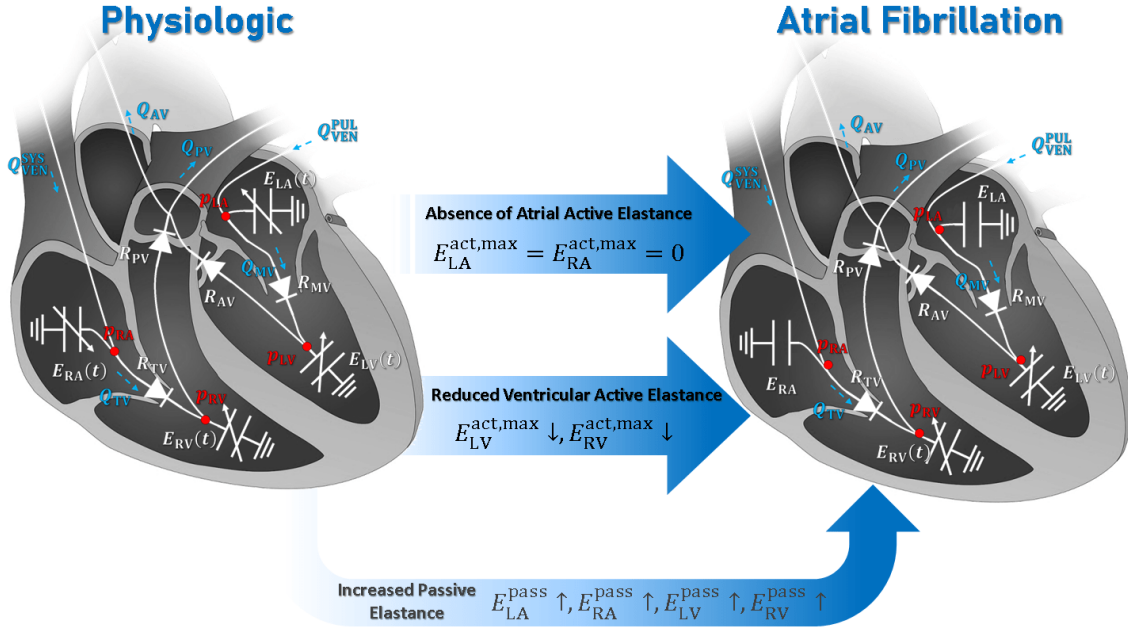 Physiologic
Atrial Fibrillation
Q_AV
Q_VEN^SYS
Q_PV
Q_VEN^PUL
E_LA(t)
p_LA
R_PV
Q_MV
R_AV
R_MV
p_RA
E_RA(t)
R_TV
Q_TV
p_LV
E_LV(t)
p_RV
E_RV(t)
Absence of Atrial Active Elastance
E_LA^act,max = E_RA^act,max = 0
Reduced Ventricular Active Elastance
E_LV^act,max ↓, E_RV^act,max ↓
Q_AV
Q_VEN^SYS
Q_PV
Q_VEN^PUL
E_LA
p_LA
R_PV
Q_MV
R_AV
R_MV
p_RA
E_RA
R_TV
Q_TV
p_LV
E_LV(t)
p_RV
E_RV(t)
Increased Passive
Elastance
E_LA^pass ↑, E_RA^pass ↑, E_LV^pass ↑, E_RV^pass ↑